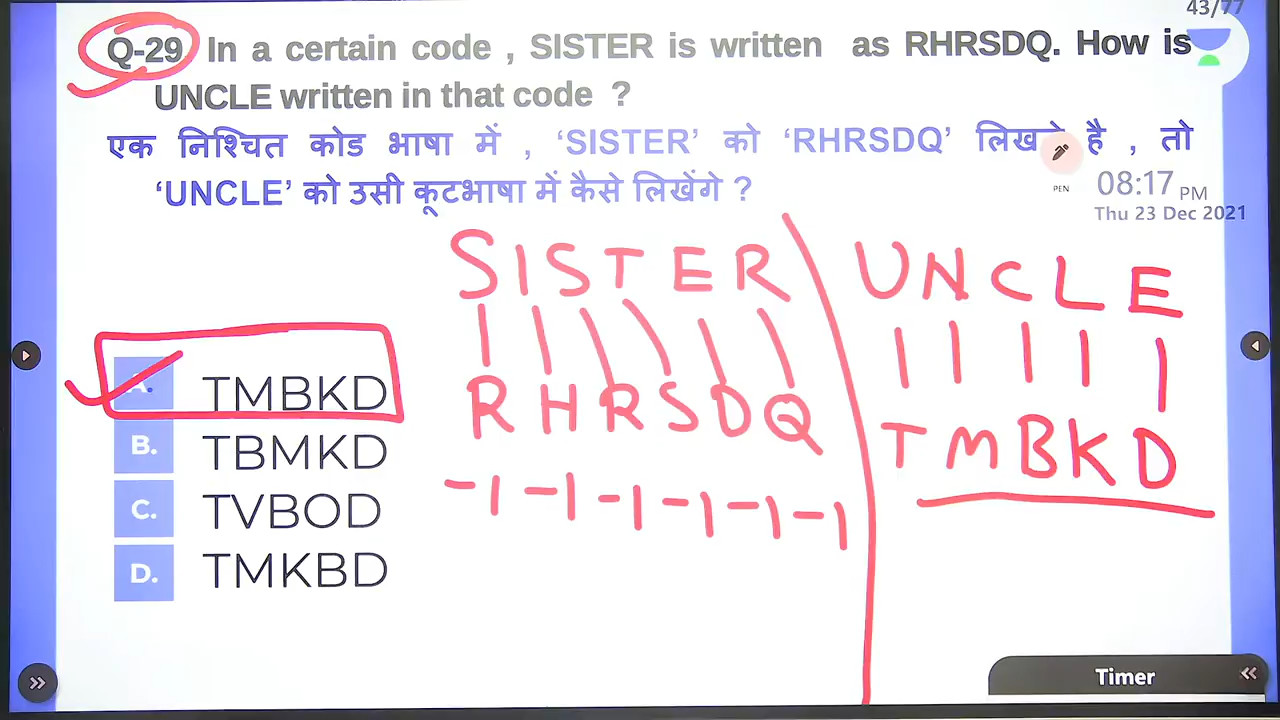 43/77
Q-29 In a certain code , SISTER is written as RHRSDQ. How is
UNCLE written in that code ?
एक निश्चित कोड भाषा में , ‘SISTER’ को ‘RHRSDQ’ लिखते है , तो
‘UNCLE’ को उसी कूटभाषा में कैसे लिखेंगे ?
PEN
08:17 PM
Thu 23 Dec 2021
SISTER
UNCLE
RHRSDQ
TMBKD
-1 -1 -1 -1 -1 -1
A. TMBKD
B. TBMKD
C. TVBOD
D. TMKBD
Timer